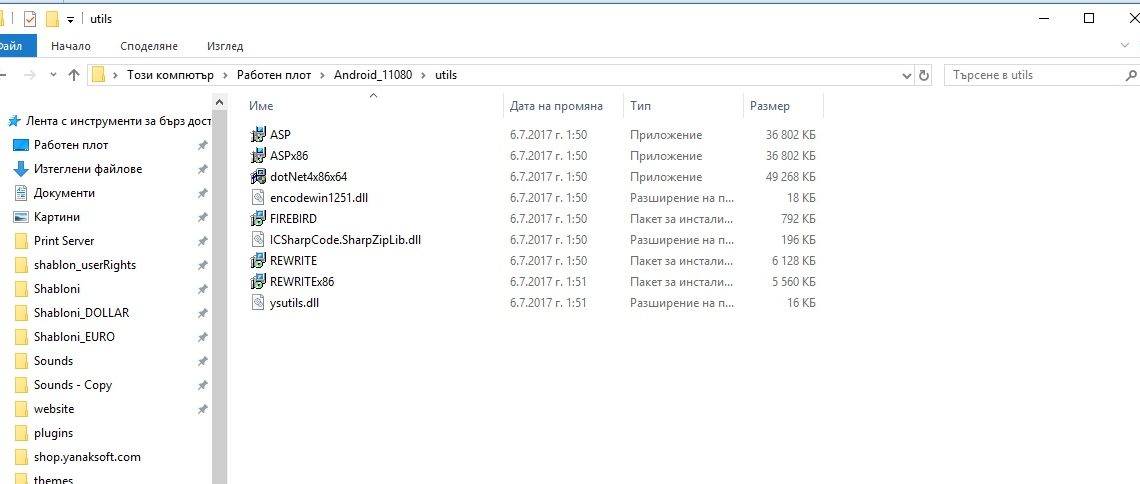 utils
Файл Начало Споделяне Изглед
Този компютър Работен плот Android_11080 utils Търсене в utils
Име Дата на промяна Тип Размер
Лента с инструменти за бърз дост
Работен плот
Изтеглени файлове
Документи
Картини
Print Server
shablon_userRights
Shabloni
Shabloni_DOLLAR
Shabloni_EURO
Sounds
Sounds - Copy
website
plugins
shop.yanaksoft.com
themes
ASP 6.7.2017 г. 1:50 Приложение 36 802 КБ
ASPx86 6.7.2017 г. 1:50 Приложение 36 802 КБ
dotNet4x86x64 6.7.2017 г. 1:50 Приложение 49 268 КБ
encodewin1251.dll 6.7.2017 г. 1:50 Разширение на п... 18 КБ
FIREBIRD 6.7.2017 г. 1:50 Пакет за инстали... 792 КБ
ICSharpCode.SharpZipLib.dll 6.7.2017 г. 1:50 Разширение на п... 196 КБ
REWRITE 6.7.2017 г. 1:50 Пакет за инстали... 6 128 КБ
REWRITEx86 6.7.2017 г. 1:51 Пакет за инстали... 5 560 КБ
ysutils.dll 6.7.2017 г. 1:51 Разширение на п... 16 КБ